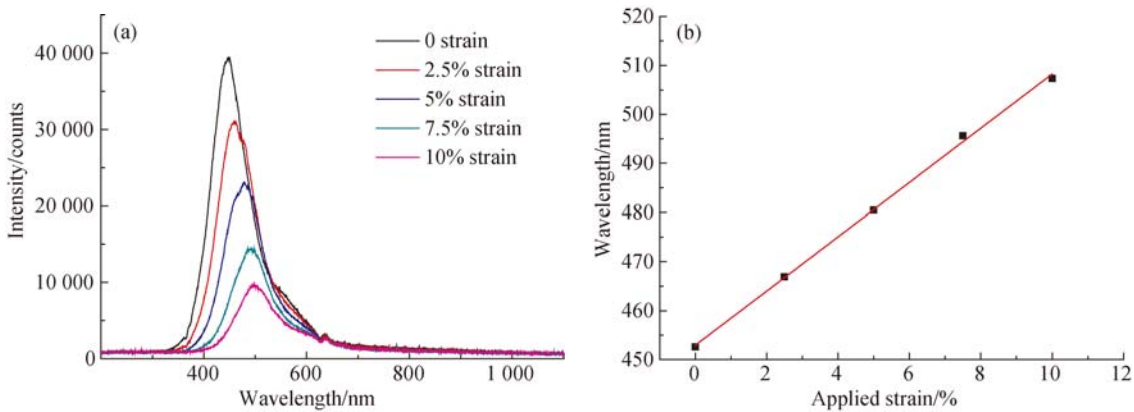 (a)
0 strain
2.5% strain
5% strain
7.5% strain
10% strain
40 000
30 000
20 000
10 000
0
400
600
800
1 000
Intensity/counts
Wavelength/nm
(b)
520
510
500
490
480
470
460
450
0
2
4
6
8
10
12
Wavelength/nm
Applied strain/%